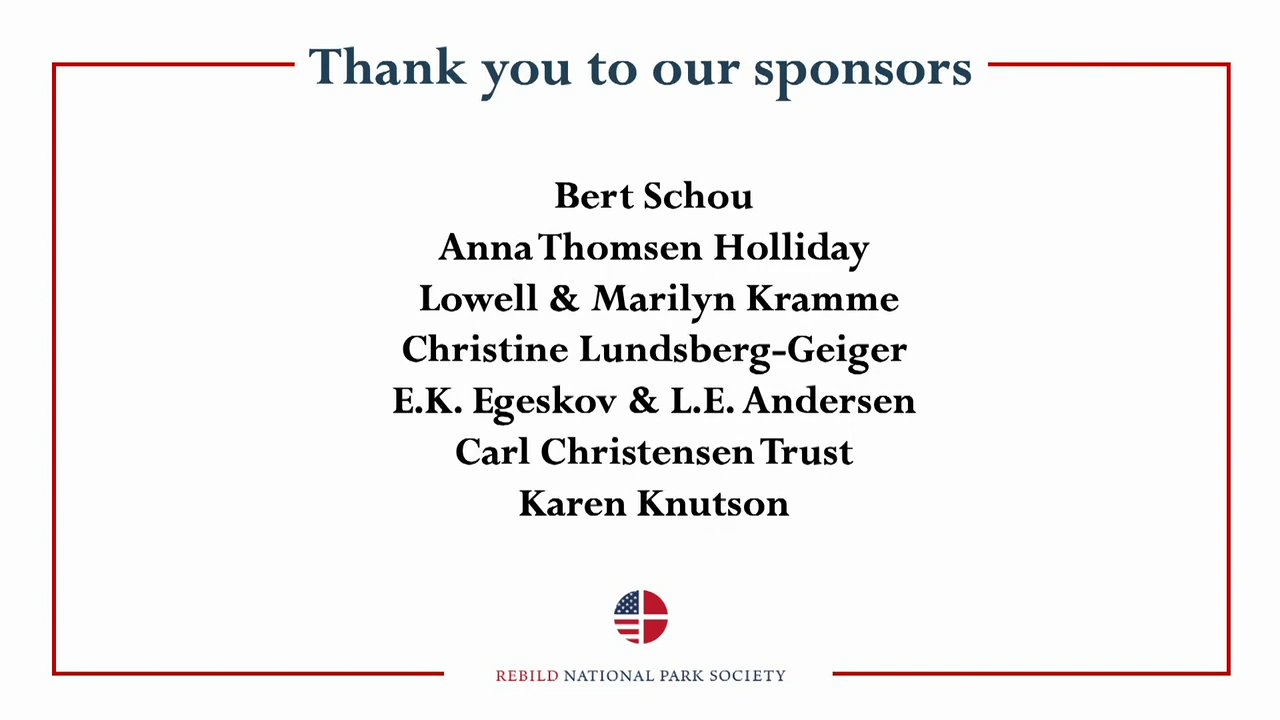 Thank you to our sponsors
Bert Schou
Anna Thomsen Holliday
Lowell & Marilyn Kramme
Christine Lundsberg-Geiger
E.K. Egeskov & L.E. Andersen
Carl Christensen Trust
Karen Knutson
REBILD NATIONAL PARK SOCIETY